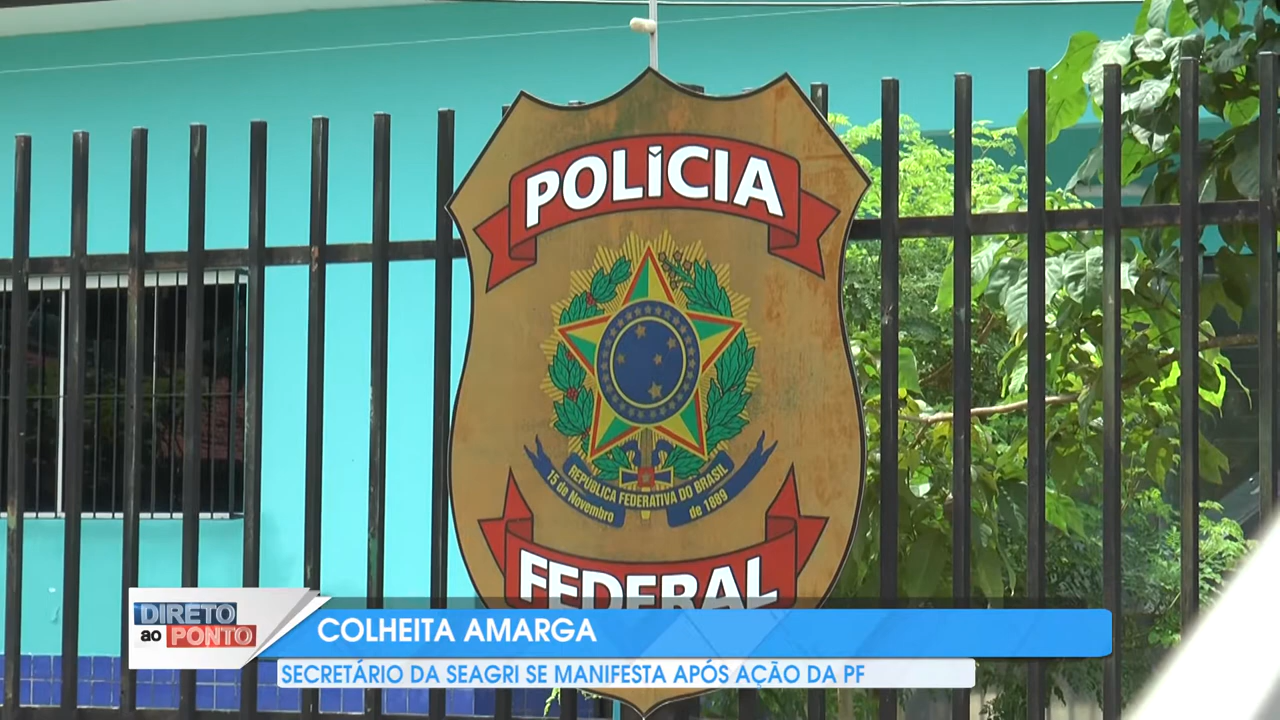 POLÍCIA
REPÚBLICA FEDERATIVA DO BRASIL
15 de Novembro de 1889
FEDERAL
DIRETO
ao PONTO
COLHEITA AMARGA
SECRETÁRIO DA SEAGRI SE MANIFESTA APÓS AÇÃO DA PF